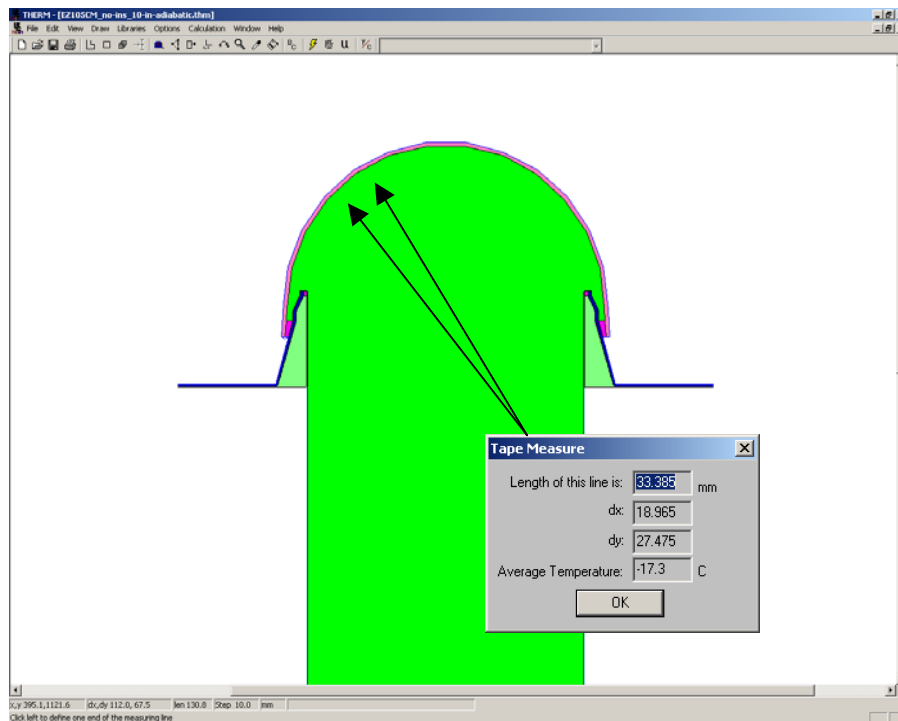 THERM - [EZ10SCM_no-ins_10-in-adiabatic.thm]
File Edit View Draw Libraries Options Calculation Window Help
Tape Measure
Length of this line is: 33.385 mm
dx: 18.965
dy: 27.475
Average Temperature: -17.3 C
OK
x,y 395.1,1121.6 dx,dy 112.0, 67.5 len 130.8 Step 10.0 mm
Click left to define one end of the measuring line